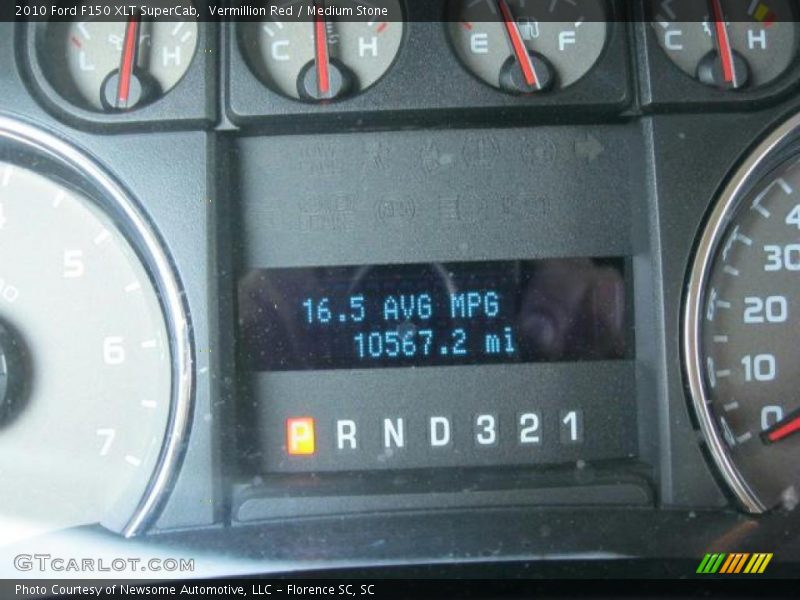 2010 Ford F150 XLT SuperCab,  Vermillion Red / Medium Stone
L H C H E F C H
16.5 AVG MPG
10567.2 mi
P R N D 3 2 1
5
6
7
4
30
20
10
0
GTCarlot.com
Photo Courtesy of Newsome Automotive, LLC - Florence SC, SC